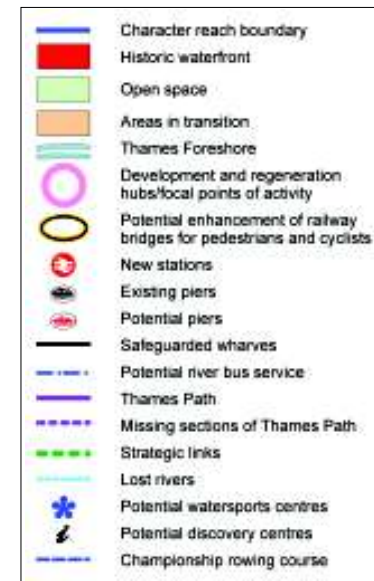 Character reach boundary
Historic waterfront
Open space
Areas in transition
Thames Foreshore
Development and regeneration
hubs/focal points of activity
Potential enhancement of railway
bridges for pedestrians and cyclists
New stations
Existing piers
Potential piers
Safeguarded wharves
Potential river bus service
Thames Path
Missing sections of Thames Path
Strategic links
Lost rivers
Potential watersports centres
Potential discovery centres
Championship rowing course